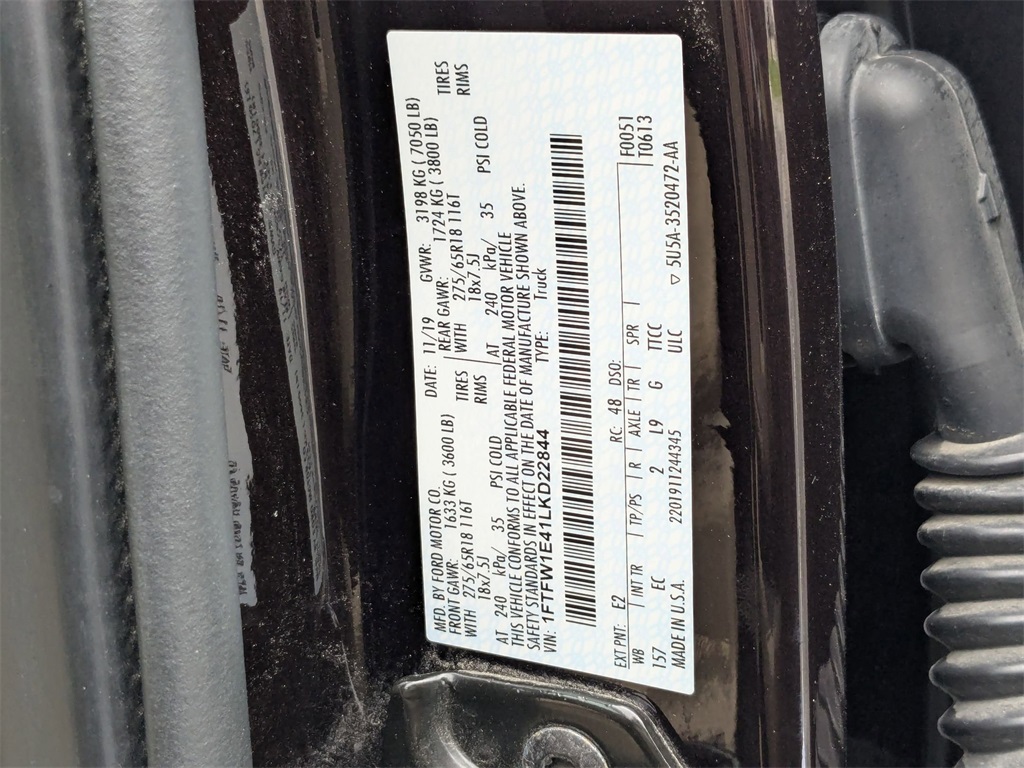 MFD. BY FORD MOTOR CO. DATE: 11/19 GVWR: 3198 KG ( 7050 LB)
FRONT GAWR: 1633 KG ( 3600 LB) REAR GAWR: 1724 KG ( 3800 LB)
WITH 275/65R18 116T TIRES WITH 275/65R18 116T TIRES
18x7.5J RIMS 18x7.5J RIMS
AT 240 kPa/ 35 PSI COLD AT 240 kPa/ 35 PSI COLD
THIS VEHICLE CONFORMS TO ALL APPLICABLE FEDERAL MOTOR VEHICLE
SAFETY STANDARDS IN EFFECT ON THE DATE OF MANUFACTURE SHOWN ABOVE.
VIN: 1FTFW1E41LKD22844 TYPE: Truck
F0051
T0613
EXT PNT: E2 RC: 48 DSO:
WB INT TR TP/PS R AXLE TR SPR
157 EC 2 L9 G TTCC
MADE IN U.S.A. 220191124​4345 ULC 5U5A-3520472-AA